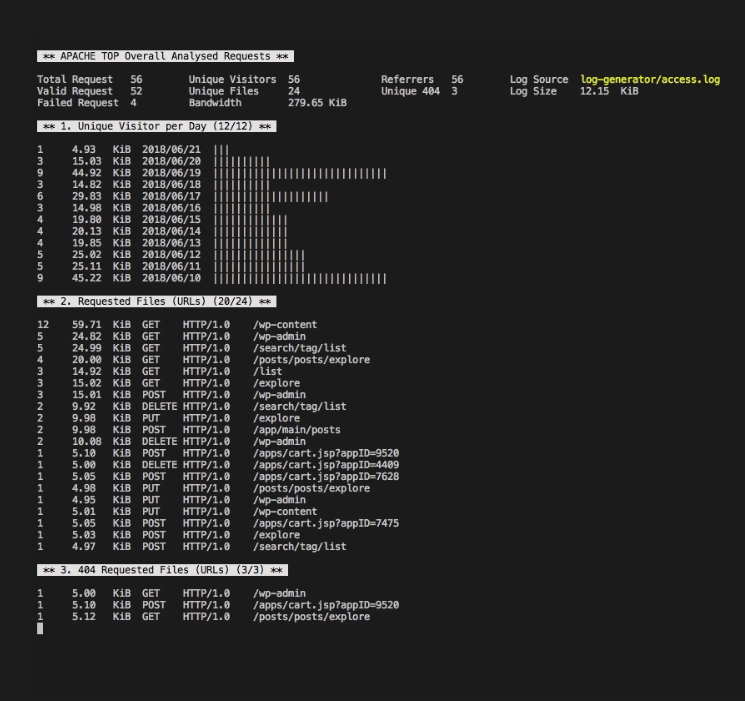 ** APACHE TOP Overall Analysed Requests **
Total Request 56 Unique Visitors 56 Referrers 56 Log Source log-generator/access.log
Valid Request 52 Unique Files 24 Unique 404 3 Log Size 12.15 KiB
Failed Request 4 Bandwidth 279.65 KiB
** 1. Unique Visitor per Day (12/12) **
1 4.93 KiB 2018/06/21 |||
3 15.03 KiB 2018/06/20 ||||||||||
9 44.92 KiB 2018/06/19 ||||||||||||||||||||||||||||||
3 14.82 KiB 2018/06/18 ||||||||||
6 29.83 KiB 2018/06/17 ||||||||||||||||||||
3 14.98 KiB 2018/06/16 ||||||||||
4 19.80 KiB 2018/06/15 |||||||||||||
4 20.13 KiB 2018/06/14 |||||||||||||
4 19.85 KiB 2018/06/13 |||||||||||||
5 25.02 KiB 2018/06/12 ||||||||||||||||
5 25.11 KiB 2018/06/11 ||||||||||||||||
9 45.22 KiB 2018/06/10 ||||||||||||||||||||||||||||||
** 2. Requested Files (URLs) (20/24) **
12 59.71 KiB GET HTTP/1.0 /wp-content
5 24.82 KiB GET HTTP/1.0 /wp-admin
5 24.99 KiB GET HTTP/1.0 /search/tag/list
4 20.00 KiB GET HTTP/1.0 /posts/posts/explore
3 14.92 KiB GET HTTP/1.0 /list
3 15.02 KiB GET HTTP/1.0 /explore
3 15.01 KiB POST HTTP/1.0 /wp-admin
2 9.92 KiB DELETE HTTP/1.0 /search/tag/list
2 9.98 KiB PUT HTTP/1.0 /explore
2 9.98 KiB POST HTTP/1.0 /app/main/posts
2 10.08 KiB DELETE HTTP/1.0 /wp-admin
1 5.10 KiB POST HTTP/1.0 /apps/cart.jsp?appID=9520
1 5.00 KiB DELETE HTTP/1.0 /apps/cart.jsp?appID=4409
1 5.05 KiB POST HTTP/1.0 /apps/cart.jsp?appID=7628
1 4.98 KiB PUT HTTP/1.0 /posts/posts/explore
1 4.95 KiB PUT HTTP/1.0 /wp-admin
1 5.01 KiB PUT HTTP/1.0 /wp-content
1 5.05 KiB POST HTTP/1.0 /apps/cart.jsp?appID=7475
1 5.03 KiB POST HTTP/1.0 /explore
1 4.97 KiB POST HTTP/1.0 /search/tag/list
** 3. 404 Requested Files (URLs) (3/3) **
1 5.00 KiB GET HTTP/1.0 /wp-admin
1 5.10 KiB POST HTTP/1.0 /apps/cart.jsp?appID=9520
1 5.12 KiB GET HTTP/1.0 /posts/posts/explore